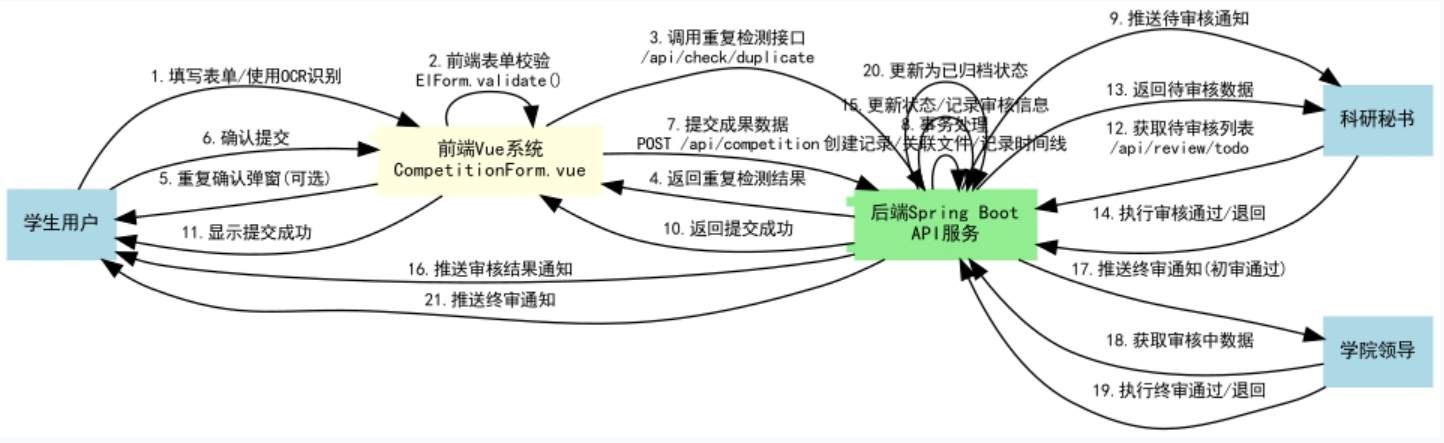 9. 推送待审核通知
3. 调用重复检测接口
/api/check/duplicate
2. 前端表单校验
ElForm.validate()
20. 更新为已归档状态
1. 填写表单/使用OCR识别
13. 返回待审核数据
15. 更新状态/记录审核信息
科研秘书
7. 提交成果数据
POST /api/competition
8. 事务处理
创建记录/关联文件/记录时间线
12. 获取待审核列表
/api/review/todo
6. 确认提交
前端Vue系统
CompetitionForm.vue
5. 重复确认弹窗(可选)
4. 返回重复检测结果
学生用户
后端Spring Boot
API服务
14. 执行审核通过/退回
11. 显示提交成功
10. 返回提交成功
16. 推送审核结果通知
17. 推送终审通知(初审通过)
21. 推送终审通知
18. 获取审核中数据
学院领导
19. 执行终审通过/退回